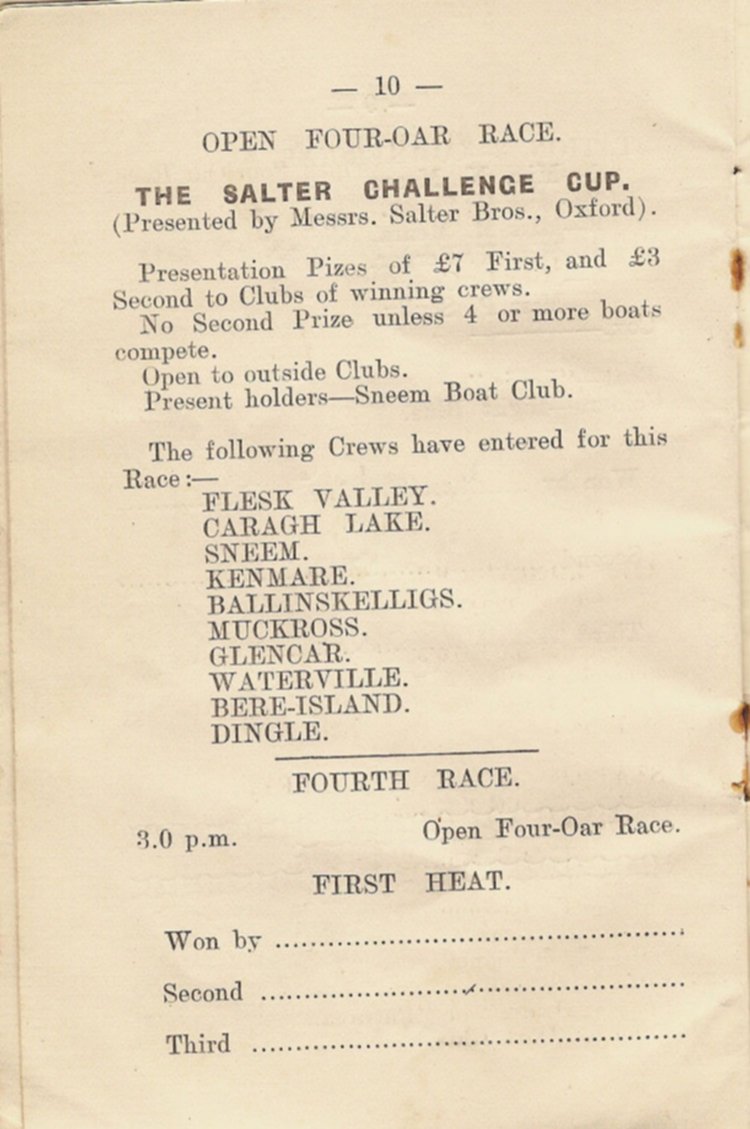 — 10 —
OPEN FOUR-OAR RACE.
THE SALTER CHALLENGE CUP.
(Presented by Messrs. Salter Bros., Oxford).
Presentation Pizes of £7 First, and £3
Second to Clubs of winning crews.
No Second Prize unless 4 or more boats
compete.
Open to outside Clubs.
Present holders—Sneem Boat Club.
The following Crews have entered for this
Race:—
FLESK VALLEY.
CARAGH LAKE.
SNEEM.
KENMARE.
BALLINSKELLIGS.
MUCKROSS.
GLENCAR.
WATERVILLE.
BERE-ISLAND.
DINGLE.
FOURTH RACE.
3.0 p.m. Open Four-Oar Race.
FIRST HEAT.
Won by ................................................
Second ................................................
Third ................................................